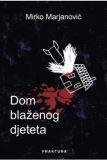 Mirko Marjanović
Dom
blaženog
djeteta
FRAKTURA